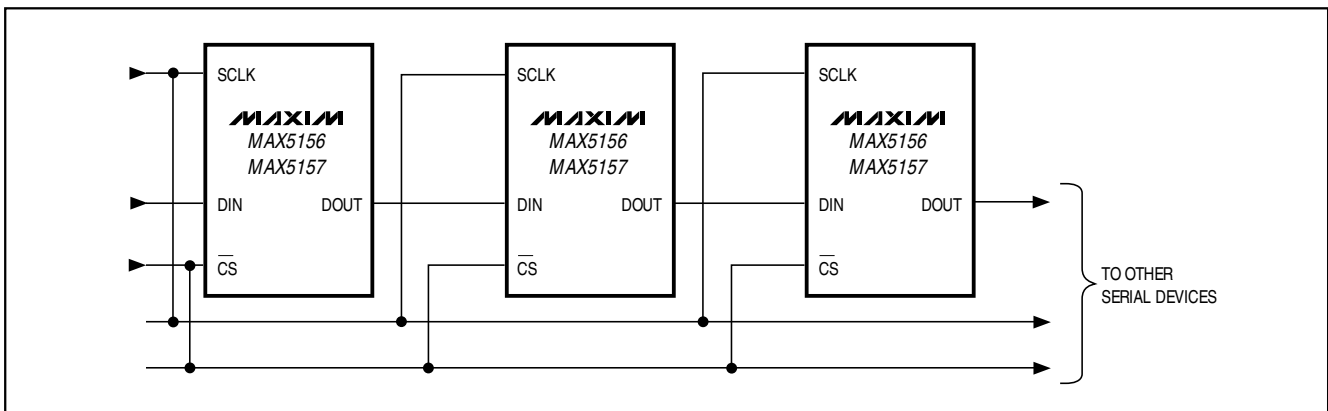 SCLK
MAXIM
MAX5156
MAX5157
DIN DOUT
CS
SCLK
MAXIM
MAX5156
MAX5157
DIN DOUT
CS
SCLK
MAXIM
MAX5156
MAX5157
DIN DOUT
CS
TO OTHER
SERIAL DEVICES